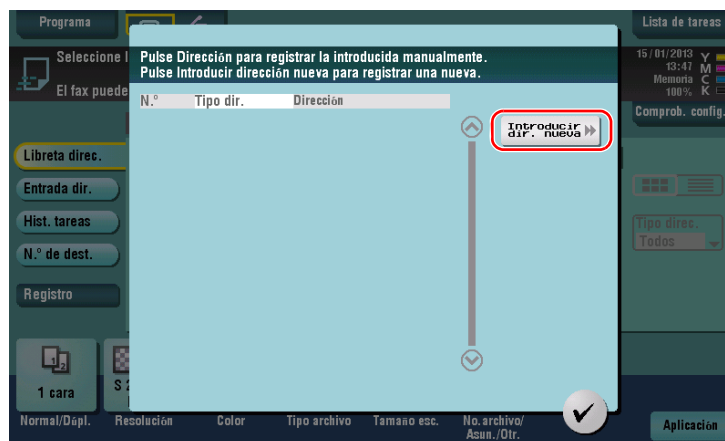 Programa
Lista de tareas
Seleccione l
El fax puede
Pulse Dirección para registrar la introducida manualmente.
Pulse Introducir dirección nueva para registrar una nueva.
15/01/2013
13:47
Memoria
100%
Y
M
C
K
Comprob. config.
N.° Tipo dir. Dirección
Introducir
dir. nueva
Libreta direc.
Entrada dir.
Hist. tareas
N.° de dest.
Registro
Tipo direc.
Todos
1 cara
S
Normal/Dúpl. Resolución Color Tipo archivo Tamaño esc. No.archivo/
Asun./Otr.
Aplicación